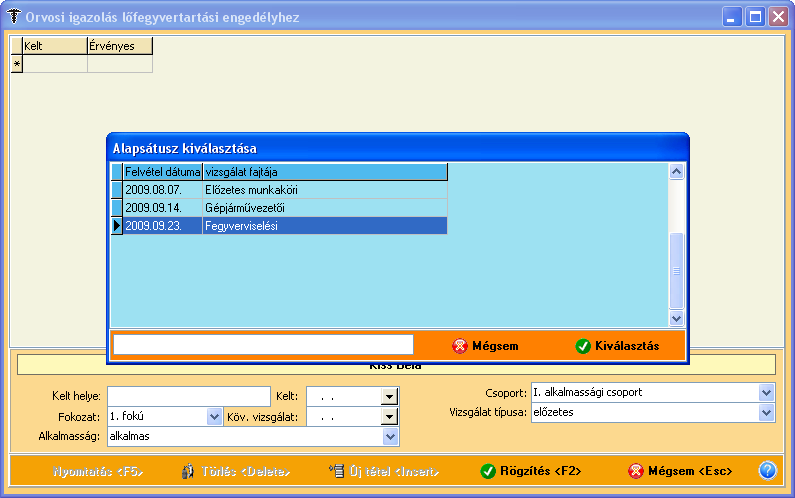 Orvosi igazolás lőfegyvertartási engedélyhez
Kelt Érvényes
*
Alapsátusz kiválasztása
Felvétel dátuma vizsgálat fajtája
2009.08.07. Előzetes munkaköri
2009.09.14. Gépjárművezetői
2009.09.23. Fegyverviselési
Mégsem Kiválasztás
Kiss Béla
Kelt helye: Kelt: . . Csoport: I. alkalmassági csoport
Fokozat: 1. fokú Köv. vizsgálat: . . Vizsgálat típusa: előzetes
Alkalmasság: alkalmas
Nyomtatás <F5> Törlés <Delete> Új tétel <Insert> Rögzítés <F2> Mégsem <Esc> ?